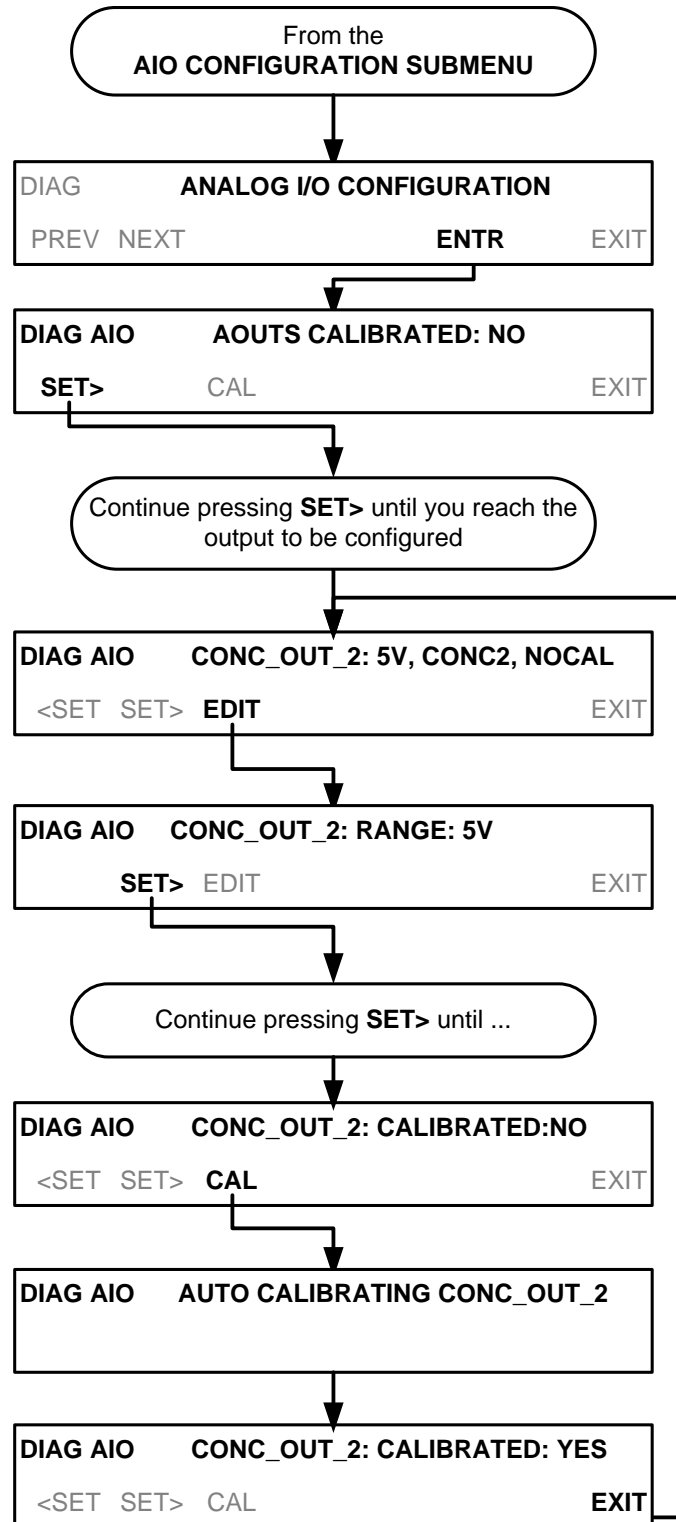 From the
AIO CONFIGURATION SUBMENU
DIAG ANALOG I/O CONFIGURATION
PREV NEXT ENTR EXIT
DIAG AIO AOUTS CALIBRATED: NO
SET> CAL EXIT
Continue pressing SET> until you reach the
output to be configured
DIAG AIO CONC_OUT_2: 5V, CONC2, NOCAL
<SET SET> EDIT EXIT
DIAG AIO CONC_OUT_2: RANGE: 5V
SET> EDIT EXIT
Continue pressing SET> until ...
DIAG AIO CONC_OUT_2: CALIBRATED:NO
<SET SET> CAL EXIT
DIAG AIO AUTO CALIBRATING CONC_OUT_2
DIAG AIO CONC_OUT_2: CALIBRATED: YES
<SET SET> CAL EXIT